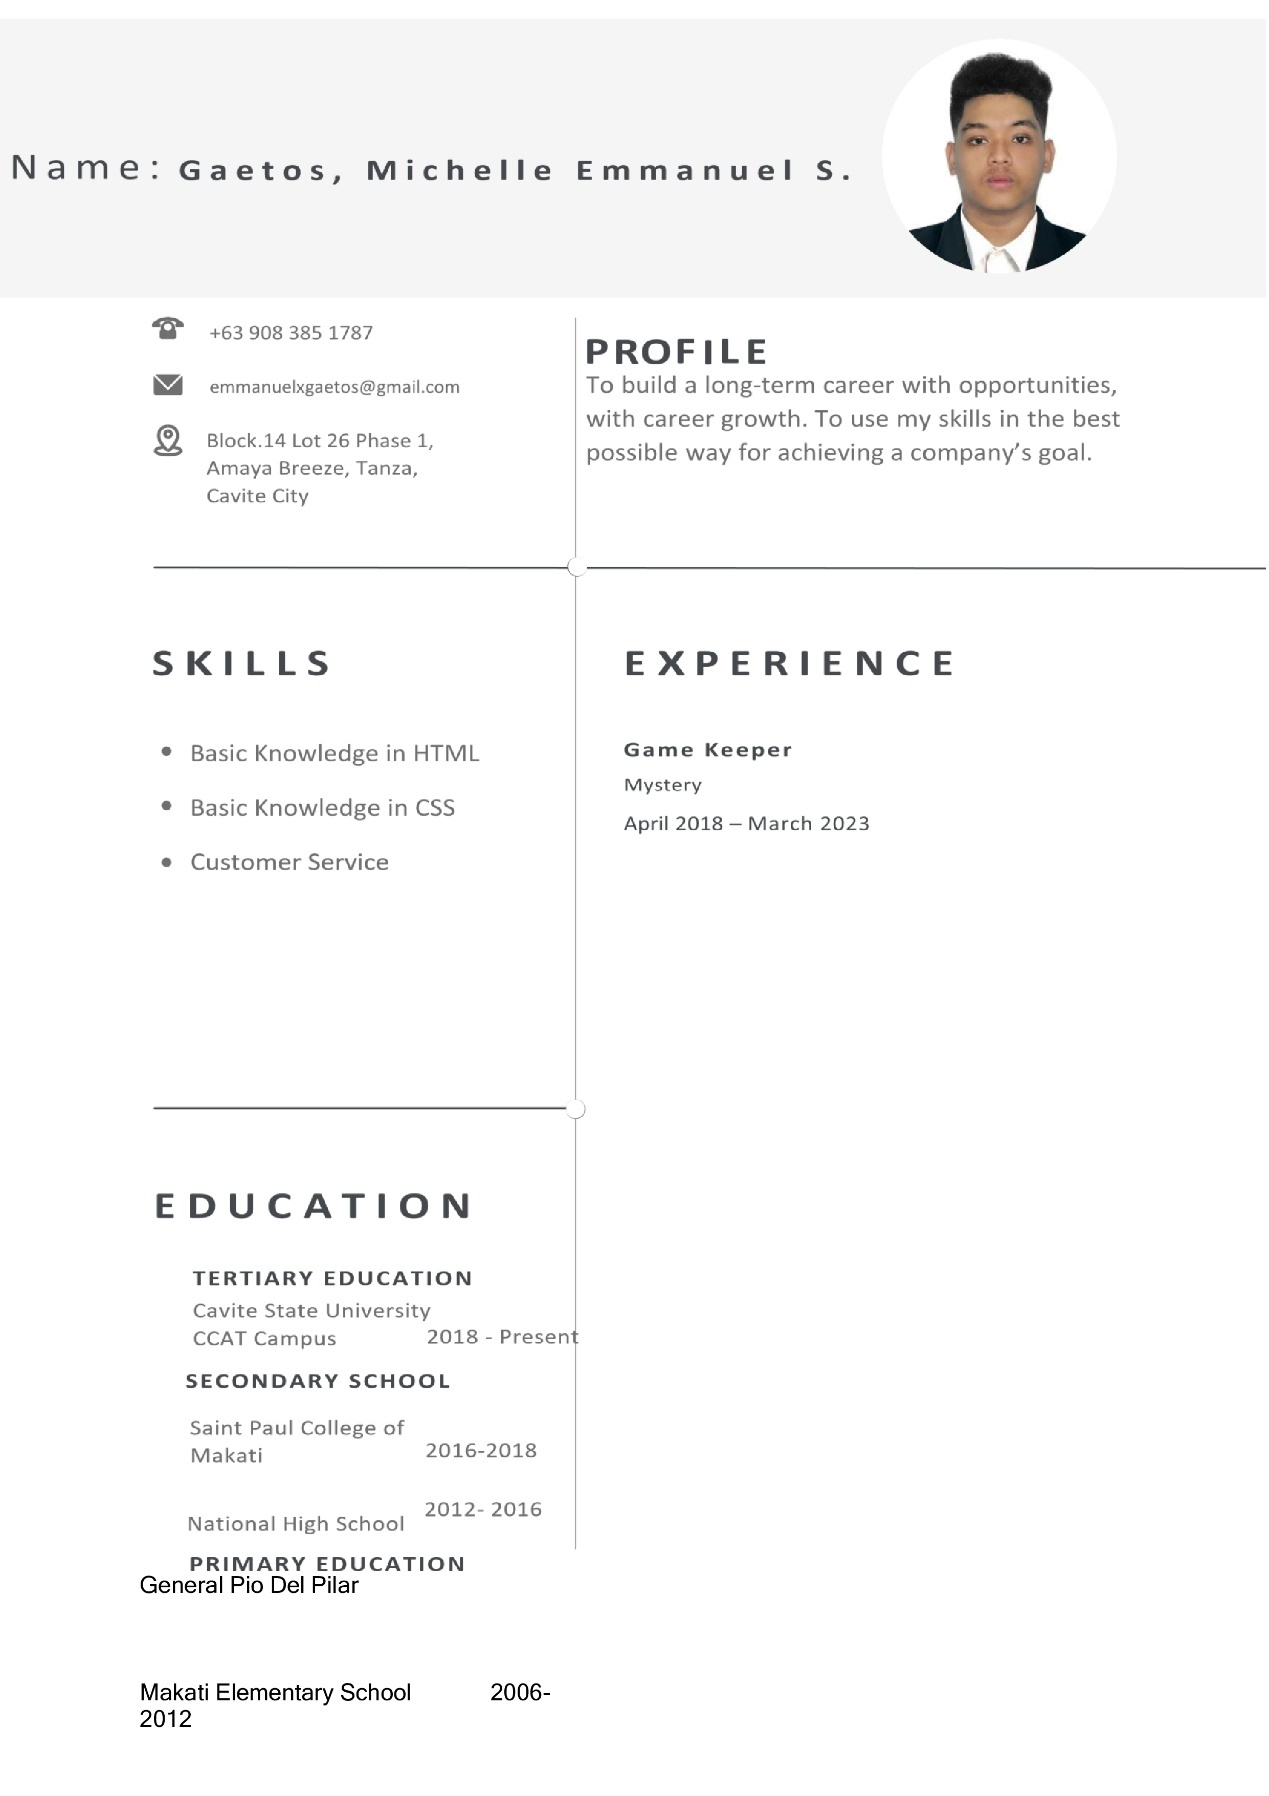 Name: Gaetos, Michelle Emmanuel S.
+63 908 385 1787
emmanuelxgaetos@gmail.com
Block.14 Lot 26 Phase 1,
Amaya Breeze, Tanza,
Cavite City
PROFILE
To build a long-term career with opportunities,
with career growth. To use my skills in the best
possible way for achieving a company’s goal.
SKILLS
Basic Knowledge in HTML
Basic Knowledge in CSS
Customer Service
EXPERIENCE
Game Keeper
Mystery
April 2018 – March 2023
EDUCATION
TERTIARY EDUCATION
Cavite State University
CCAT Campus 2018 - Present
SECONDARY SCHOOL
Saint Paul College of
Makati 2016-2018
National High School 2012- 2016
PRIMARY EDUCATION
General Pio Del Pilar
Makati Elementary School 2006-
2012